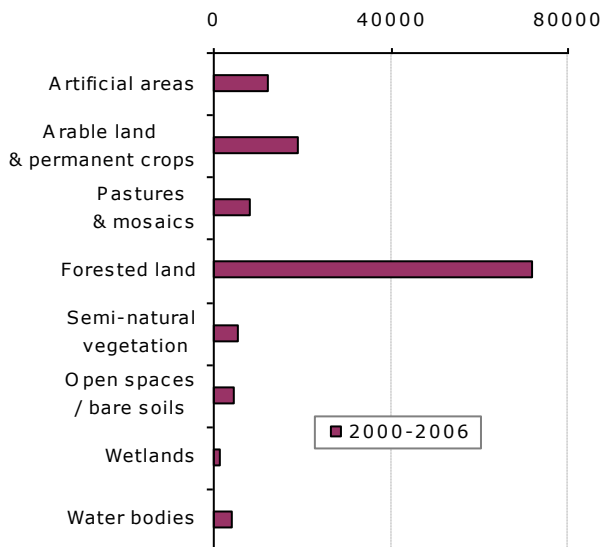 0 40000 80000
Artificial areas
Arable land
& permanent crops
Pastures
& mosaics
Forested land
Semi-natural
vegetation
Open spaces
/ bare soils
2000-2006
Wetlands
Water bodies